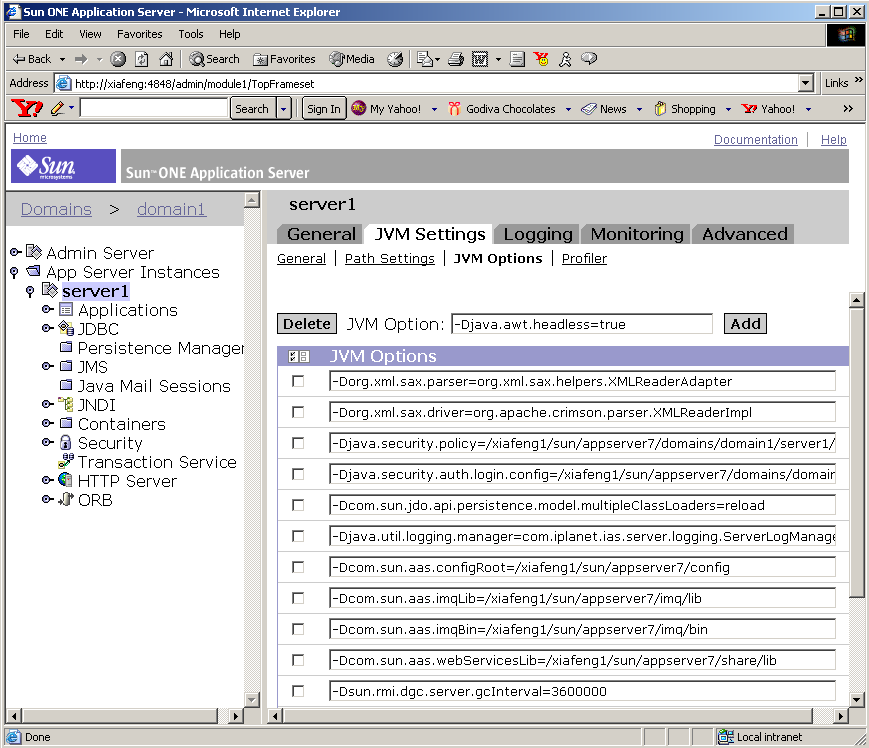 Sun ONE Application Server - Microsoft Internet Explorer
File Edit View Favorites Tools Help
Back Search Favorites Media
Address http://xiafeng:4848/admin/module1/TopFrameset Links »
Y! Search Sign In My Yahoo! Godiva Chocolates News Shopping Yahoo! »
Home Documentation Help
Sun microsystems
Sun™ ONE Application Server
Domains > domain1
Admin Server
App Server Instances
server1
Applications
JDBC
Persistence Manager
JMS
Java Mail Sessions
JNDI
Containers
Security
Transaction Service
HTTP Server
ORB
server1
General JVM Settings Logging Monitoring Advanced
General | Path Settings | JVM Options | Profiler
Delete JVM Option: -Djava.awt.headless=true Add
JVM Options
-Dorg.xml.sax.parser=org.xml.sax.helpers.XMLReaderAdapter
-Dorg.xml.sax.driver=org.apache.crimson.parser.XMLReaderImpl
-Djava.security.policy=/xiafeng1/sun/appserver7/domains/domain1/server1/
-Djava.security.auth.login.config=/xiafeng1/sun/appserver7/domains/domain
-Dcom.sun.jdo.api.persistence.model.multipleClassLoaders=reload
-Djava.util.logging.manager=com.iplanet.ias.server.logging.ServerLogManage
-Dcom.sun.aas.configRoot=/xiafeng1/sun/appserver7/config
-Dcom.sun.aas.imqLib=/xiafeng1/sun/appserver7/imq/lib
-Dcom.sun.aas.imqBin=/xiafeng1/sun/appserver7/imq/bin
-Dcom.sun.aas.webServicesLib=/xiafeng1/sun/appserver7/share/lib
-Dsun.rmi.dgc.server.gcInterval=3600000
Done Local intranet